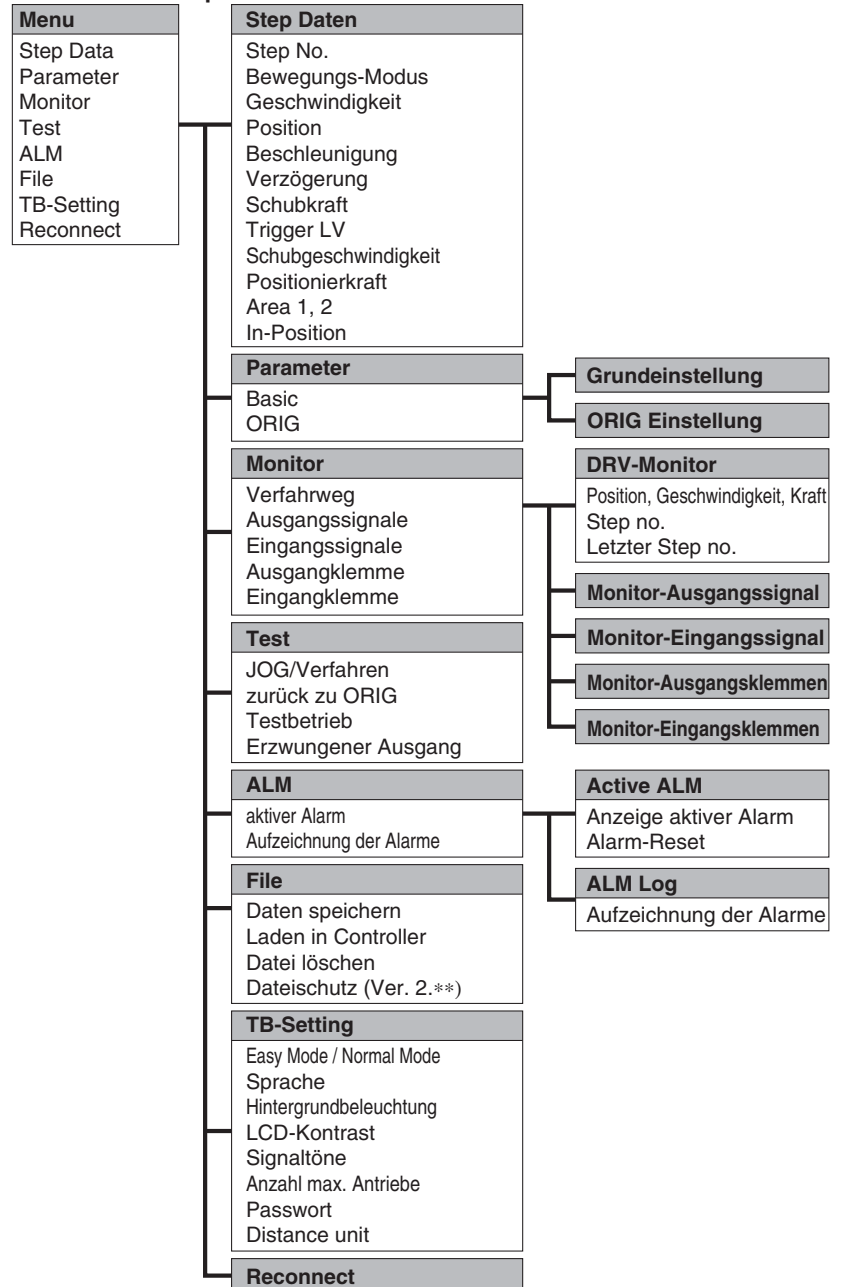 Menu
Step Data
Parameter
Monitor
Test
ALM
File
TB-Setting
Reconnect
Step Daten
Step No.
Bewegungs-Modus
Geschwindigkeit
Position
Beschleunigung
Verzögerung
Schubkraft
Trigger LV
Schubgeschwindigkeit
Positionierkraft
Area 1, 2
In-Position
Parameter
Basic
ORIG
Grundeinstellung
ORIG Einstellung
Monitor
Verfahrweg
Ausgangssignale
Eingangssignale
Ausgangklemme
Eingangklemme
DRV-Monitor
Position, Geschwindigkeit, Kraft
Step no.
Letzter Step no.
Monitor-Ausgangssignal
Monitor-Eingangssignal
Monitor-Ausgangsklemmen
Monitor-Eingangsklemmen
Test
JOG/Verfahren
zurück zu ORIG
Testbetrieb
Erzwungener Ausgang
ALM
aktiver Alarm
Aufzeichnung der Alarme
Active ALM
Anzeige aktiver Alarm
Alarm-Reset
ALM Log
Aufzeichnung der Alarme
File
Daten speichern
Laden in Controller
Datei löschen
Dateischutz (Ver. 2.**)
TB-Setting
Easy Mode / Normal Mode
Sprache
Hintergrundbeleuchtung
LCD-Kontrast
Signaltöne
Anzahl max. Antriebe
Passwort
Distance unit
Reconnect